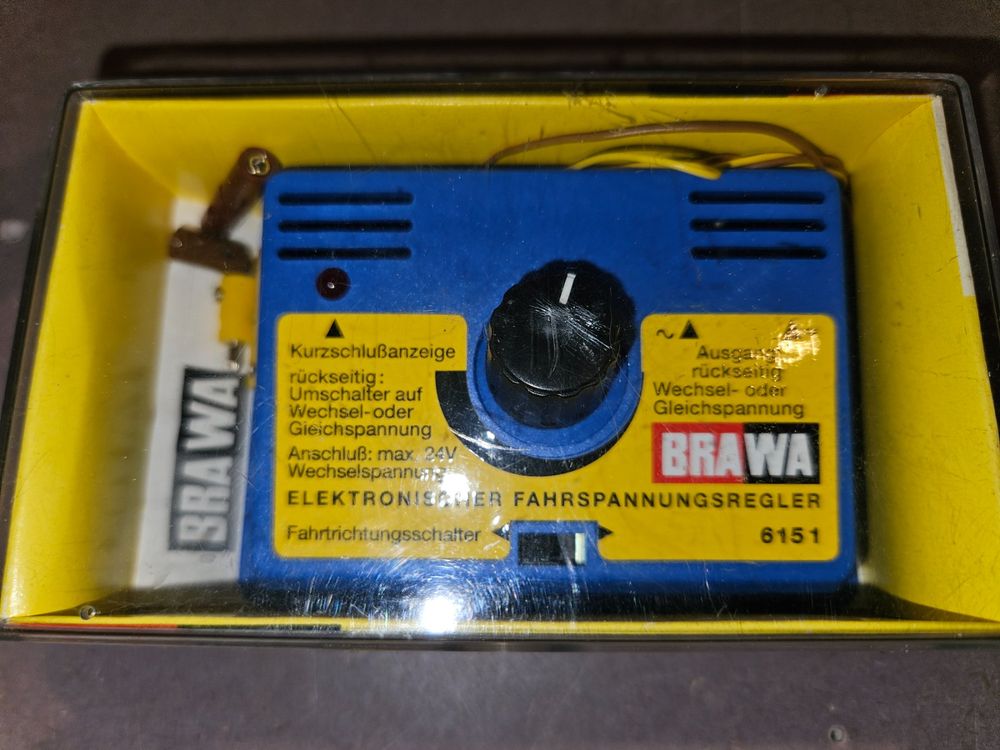 Kurzschlußanzeige
rückseitig:
Umschalter auf
Wechsel-oder
Gleichspannung
Anschluß: max. 24V
Wechselspannung
~
Ausgang
rückseitig
Wechsel- oder
Gleichspannung
BRAWA
ELEKTRONISCHER FAHRSPANNUNGSREGLER
Fahrtrichtungsschalter
6151
BRAWA